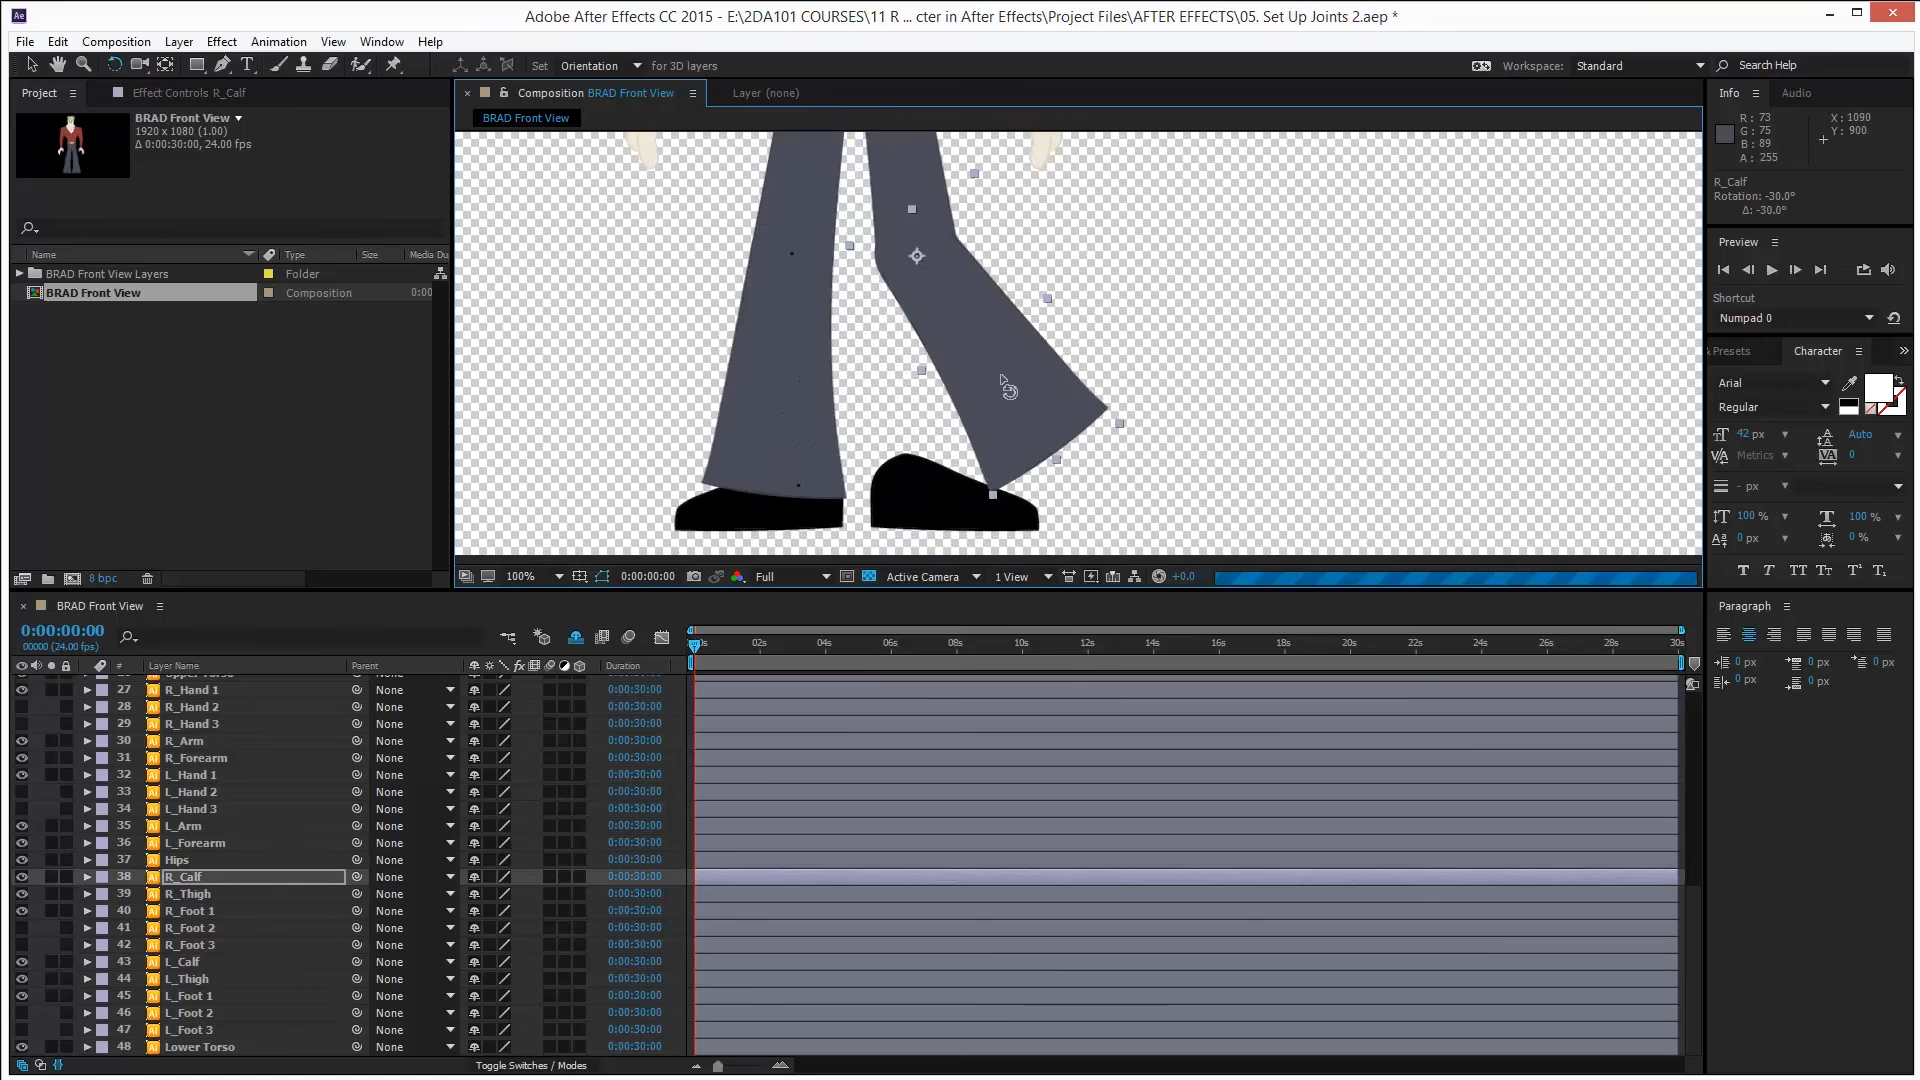 Adobe After Effects CC 2015 - E:\2DA101 COURSES\11 R ... cter in After Effects\Project Files\AFTER EFFECTS\05. Set Up Joints 2.aep *
File Edit Composition Layer Effect Animation View Window Help
Set Orientation for 3D layers Workspace: Standard Search Help
Project Effect Controls R_Calf
BRAD Front View
1920 x 1080 (1.00)
Δ 0:00:30:00, 24.00 fps
Name Type Size Media Du
BRAD Front View Layers Folder
BRAD Front View Composition 0:00
8 bpc
Composition BRAD Front View Layer (none)
BRAD Front View
100% 0:00:00:00 Full Active Camera 1 View +0.0
Info Audio
R : 73 X : 1090
G : 75 Y : 900
B : 89
A : 255
R_Calf
Rotation: -30.0°
Δ: -30.0°
Preview
Shortcut
Numpad 0
Presets Character
Arial
Regular
42 px Auto
Metrics 0
- px
100 % 100 %
0 px 0 %
Paragraph
0 px 0 px 0 px
0 px 0 px
BRAD Front View
0:00:00:00
00000 (24.00 fps)
02s 04s 06s 08s 10s 12s 14s 16s 18s 20s 22s 24s 26s 28s 30s
# Layer Name Parent Duration
27 R_Hand 1 None 0:00:30:00
28 R_Hand 2 None 0:00:30:00
29 R_Hand 3 None 0:00:30:00
30 R_Arm None 0:00:30:00
31 R_Forearm None 0:00:30:00
32 L_Hand 1 None 0:00:30:00
33 L_Hand 2 None 0:00:30:00
34 L_Hand 3 None 0:00:30:00
35 L_Arm None 0:00:30:00
36 L_Forearm None 0:00:30:00
37 Hips None 0:00:30:00
38 R_Calf None 0:00:30:00
39 R_Thigh None 0:00:30:00
40 R_Foot 1 None 0:00:30:00
41 R_Foot 2 None 0:00:30:00
42 R_Foot 3 None 0:00:30:00
43 L_Calf None 0:00:30:00
44 L_Thigh None 0:00:30:00
45 L_Foot 1 None 0:00:30:00
46 L_Foot 2 None 0:00:30:00
47 L_Foot 3 None 0:00:30:00
48 Lower Torso None 0:00:30:00
Toggle Switches / Modes